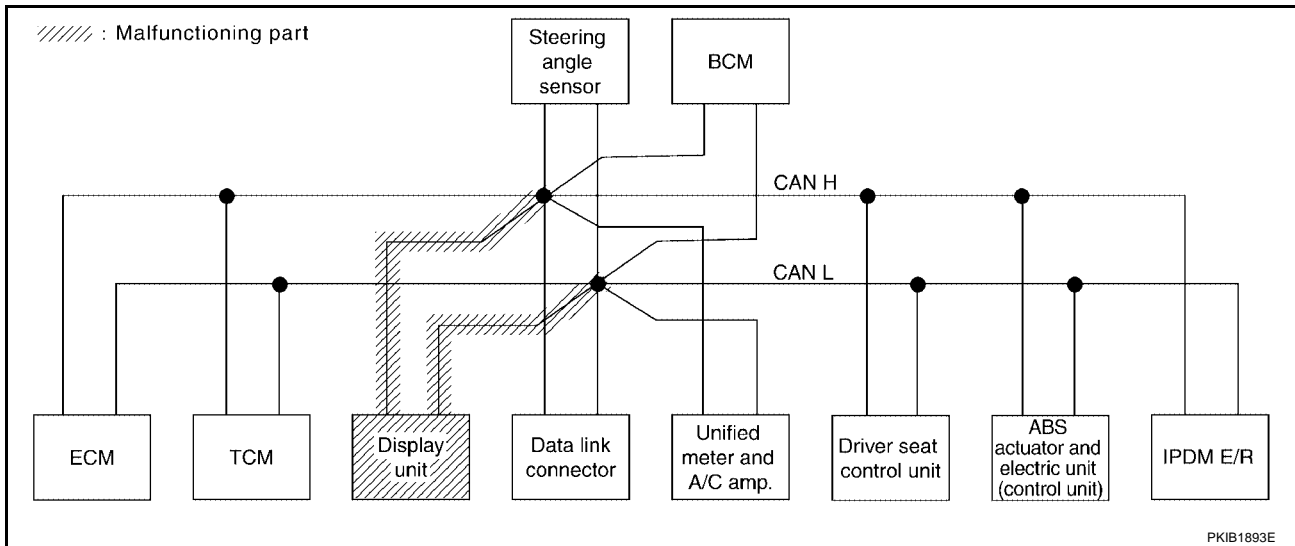 : Malfunctioning part
Steering
angle
sensor
BCM
CAN H
CAN L
ECM
TCM
Display
unit
Data link
connector
Unified
meter and
A/C amp.
Driver seat
control unit
ABS
actuator and
electric unit
(control unit)
IPDM E/R
PKIB1893E